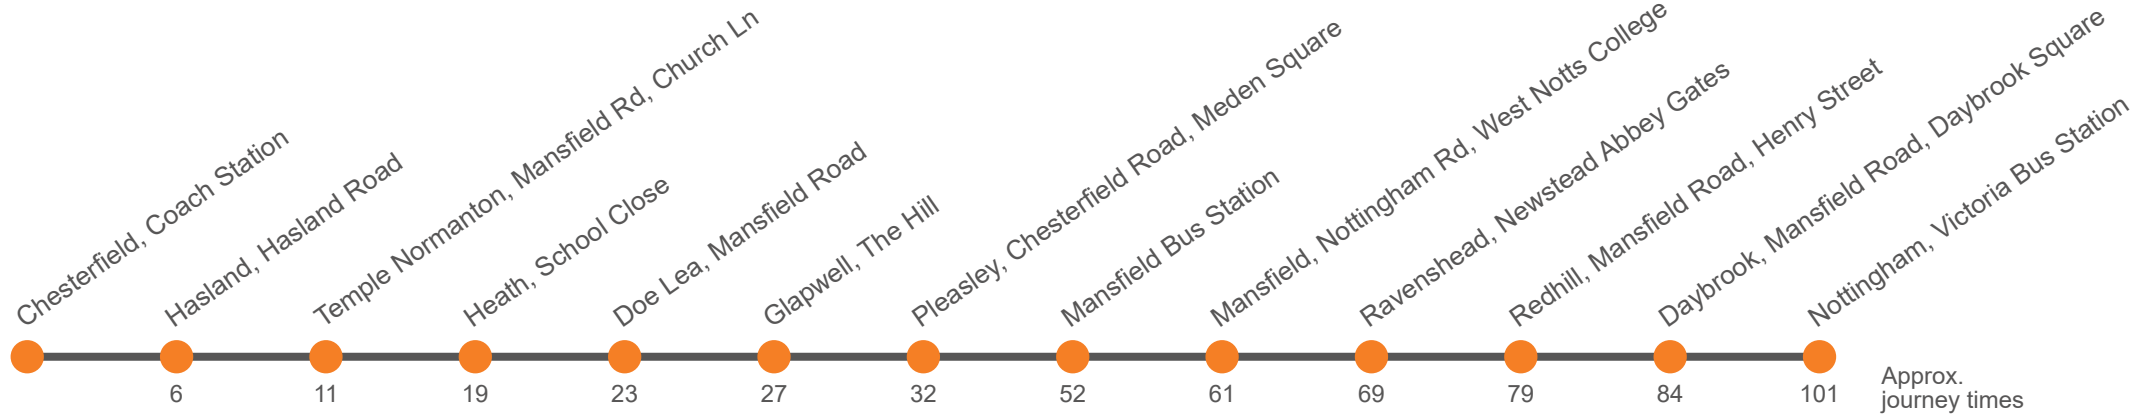 Chesterfield, Coach Station
Hasland, Hasland Road
Temple Normanton, Mansfield Rd, Church Ln
Heath, School Close
Doe Lea, Mansfield Road
Glapwell, The Hill
Pleasley, Chesterfield Road, Meden Square
Mansfield Bus Station
Mansfield, Nottingham Rd, West Notts College
Ravenshead, Newstead Abbey Gates
Redhill, Mansfield Road, Henry Street
Daybrook, Mansfield Road, Daybrook Square
Nottingham, Victoria Bus Station
6 11 19 23 27 32 52 61 69 79 84 101
Approx.
journey times